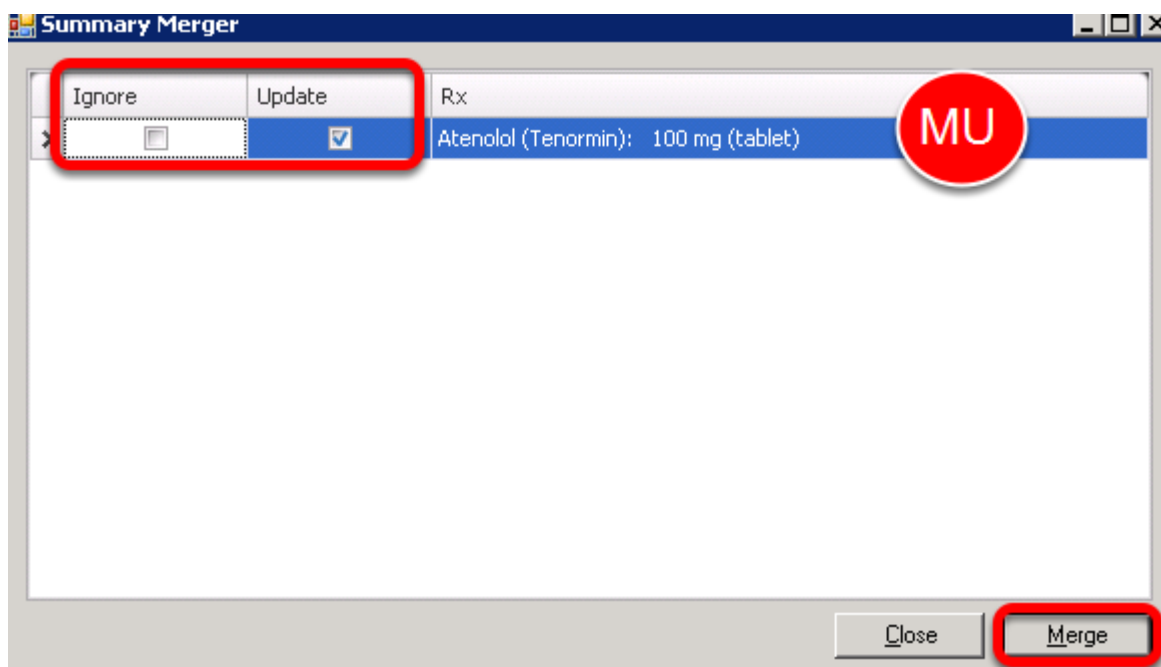 Summary Merger
Ignore Update Rx
Atenolol (Tenormin): 100 mg (tablet)
MU
Close Merge